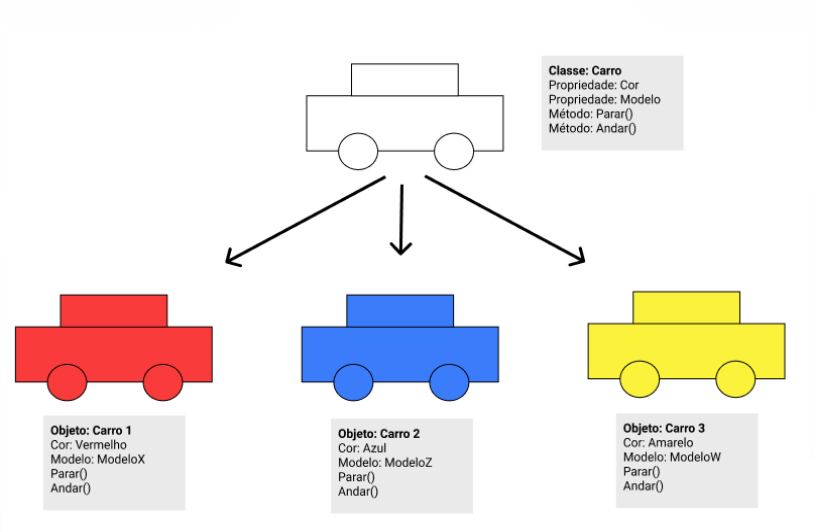 Classe: Carro
Propriedade: Cor
Propriedade: Modelo
Método: Parar()
Método: Andar()
Objeto: Carro 1
Cor: Vermelho
Modelo: ModeloX
Parar()
Andar()
Objeto: Carro 2
Cor: Azul
Modelo: ModeloZ
Parar()
Andar()
Objeto: Carro 3
Cor: Amarelo
Modelo: ModeloW
Parar()
Andar()